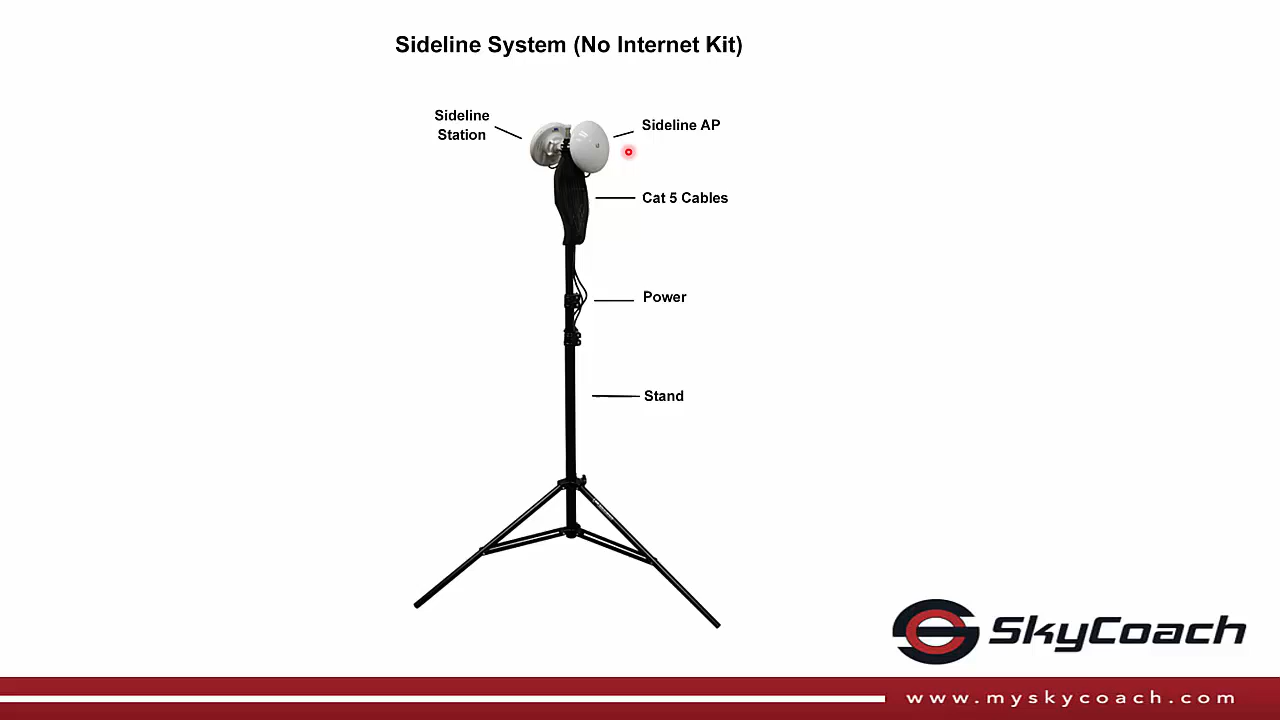 Sideline System (No Internet Kit)
Sideline
Station
Sideline AP
Cat 5 Cables
Power
Stand
SkyCoach
www.myskycoach.com